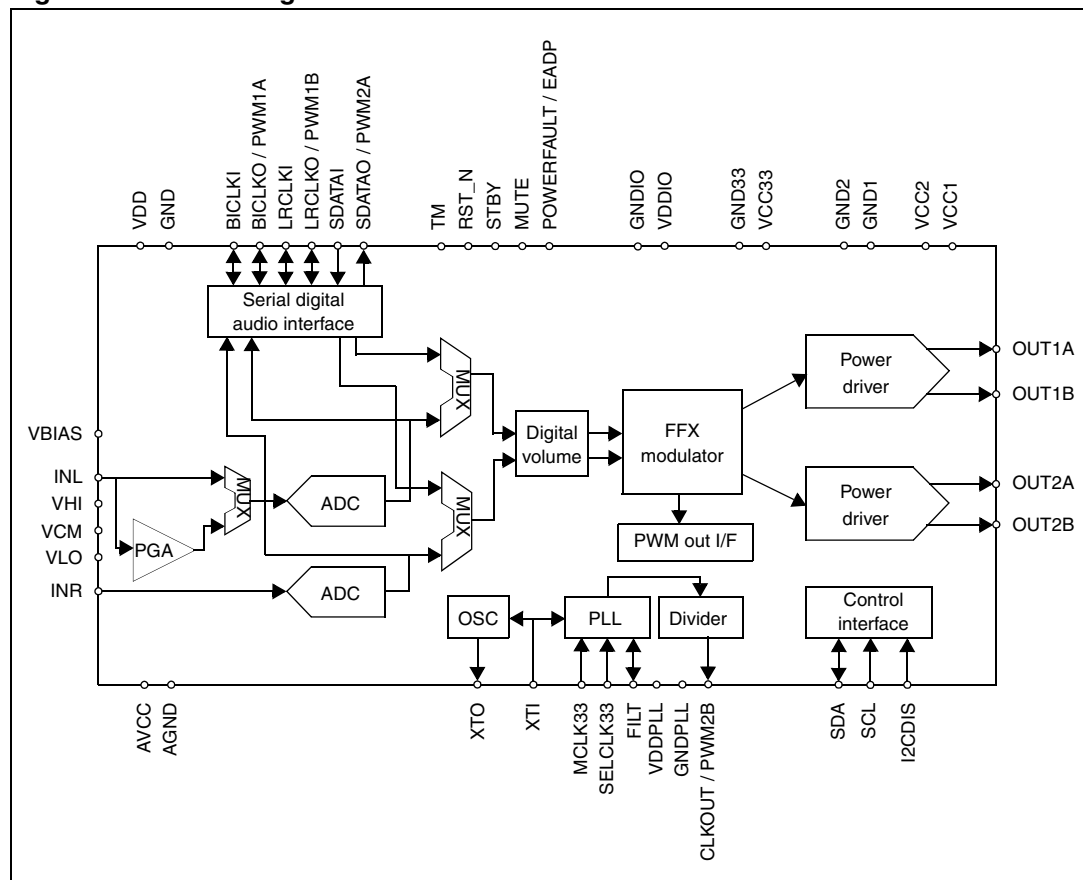 VDD
GND
BICLKI
BICLKO / PWM1A
LRCLKI
LRCLKO / PWM1B
SDATAI
SDATAO / PWM2A
TM
RST_N
STBY
MUTE
POWERFAULT / EADP
GNDIO
VDDIO
GND33
VCC33
GND2
GND1
VCC2
VCC1
Serial digital
audio interface
MUX
Power
driver
OUT1A
OUT1B
VBIAS
Digital
volume
FFX
modulator
INL
VHI
VCM
VLO
INR
MUX
PGA
ADC
MUX
Power
driver
OUT2A
OUT2B
PWM out I/F
ADC
OSC
PLL
Divider
Control
interface
AVCC
AGND
XTO
XTI
MCLK33
SELCLK33
FILT
VDDPLL
GNDPLL
CLKOUT / PWM2B
SDA
SCL
I2CDIS